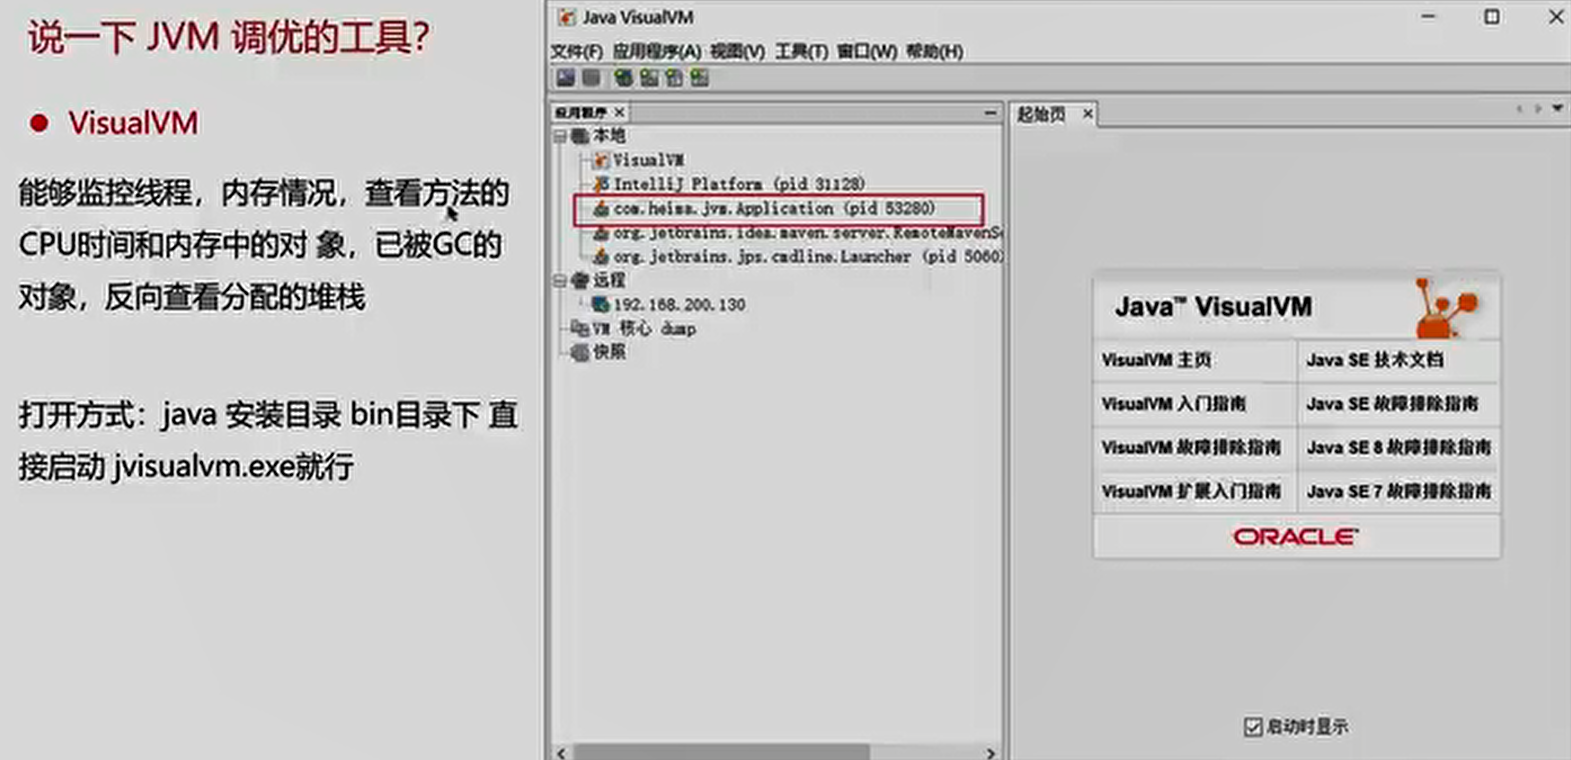 说一下 JVM 调优的工具？
● VisualVM
能够监控线程，内存情况，查看方法的
CPU时间和内存中的对 象，已被GC的
对象，反向查看分配的堆栈
打开方式：java 安装目录 bin目录下 直
接启动 jvisualvm.exe就行
Java VisualVM
文件(F) 应用程序(A) 视图(V) 工具(T) 窗口(W) 帮助(H)
应用程序
本地
VisualVM
IntelliJ Platform (pid 31128)
com.heima.jvm.Application (pid 53280)
org.jetbrains.idea.maven.server.RemoteMavenSe
org.jetbrains.jps.cmdline.Launcher (pid 5060)
远程
192.168.200.130
VM 核心 dump
快照
起始页
Java™ VisualVM
VisualVM 主页
Java SE 技术文档
VisualVM 入门指南
Java SE 故障排除指南
VisualVM 故障排除指南
Java SE 8 故障排除指南
VisualVM 扩展入门指南
Java SE 7 故障排除指南
ORACLE™
启动时显示